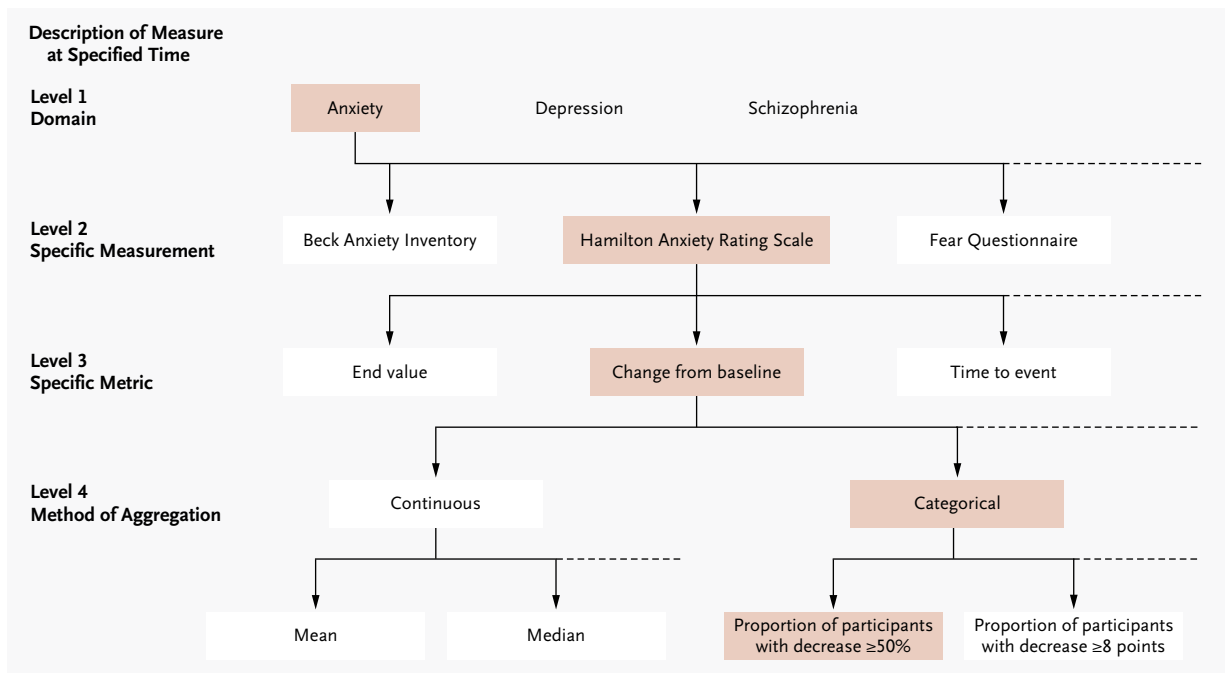 Description of Measure
at Specified Time
Level 1
Domain
Anxiety
Depression
Schizophrenia
Level 2
Specific Measurement
Beck Anxiety Inventory
Hamilton Anxiety Rating Scale
Fear Questionnaire
Level 3
Specific Metric
End value
Change from baseline
Time to event
Level 4
Method of Aggregation
Continuous
Categorical
Mean
Median
Proportion of participants
with decrease ≥50%
Proportion of participants
with decrease ≥8 points